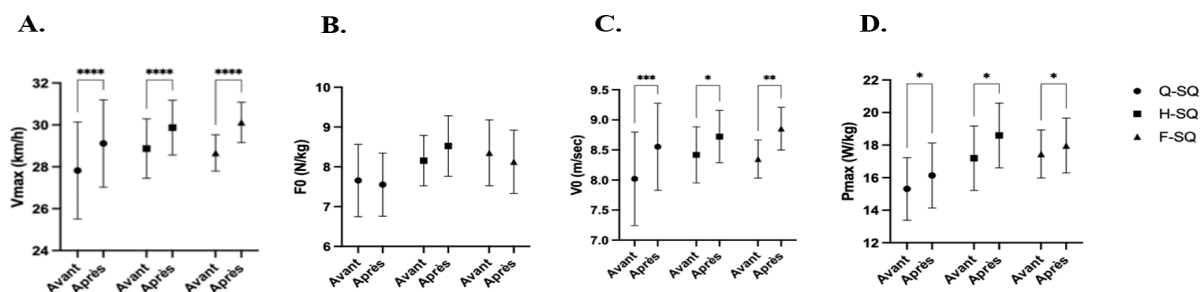 A.
B.
C.
D.
**** **** ****
*** * **
* * *
Vmax (km/h)
32
30
28
26
24
Avant Après Avant Après Avant Après
F0 (N/kg)
10
9
8
7
6
Avant Après Avant Après Avant Après
V0 (m/sec)
9.5
9.0
8.5
8.0
7.5
7.0
Avant Après Avant Après Avant Après
Pmax (W/kg)
22
20
18
16
14
12
Avant Après Avant Après Avant Après
Q-SQ
H-SQ
F-SQ